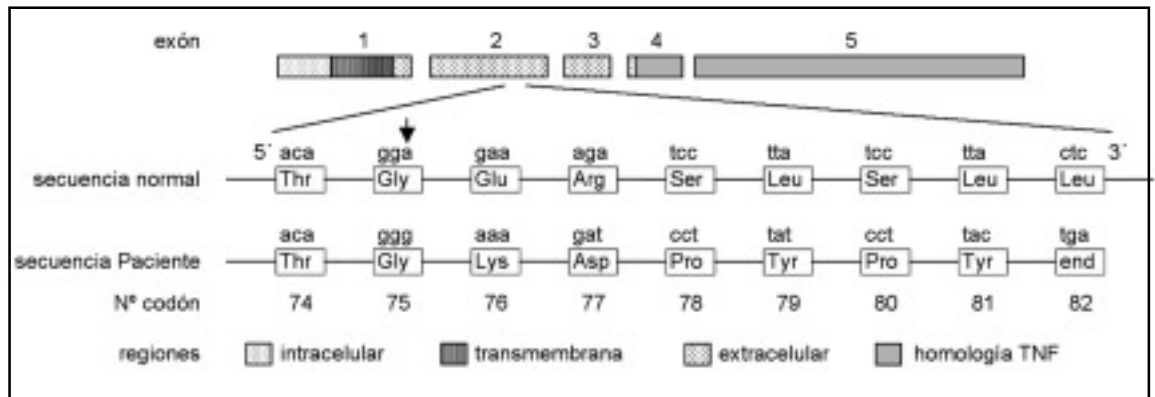 exón 1 2 3 4 5
5´ aca gga gaa aga tcc tta tcc tta ctc 3´
secuencia normal Thr Gly Glu Arg Ser Leu Ser Leu Leu
aca ggg aaa gat cct tat cct tac tga
secuencia Paciente Thr Gly Lys Asp Pro Tyr Pro Tyr end
Nº codón 74 75 76 77 78 79 80 81 82
regiones intracelular transmembrana extracelular homología TNF